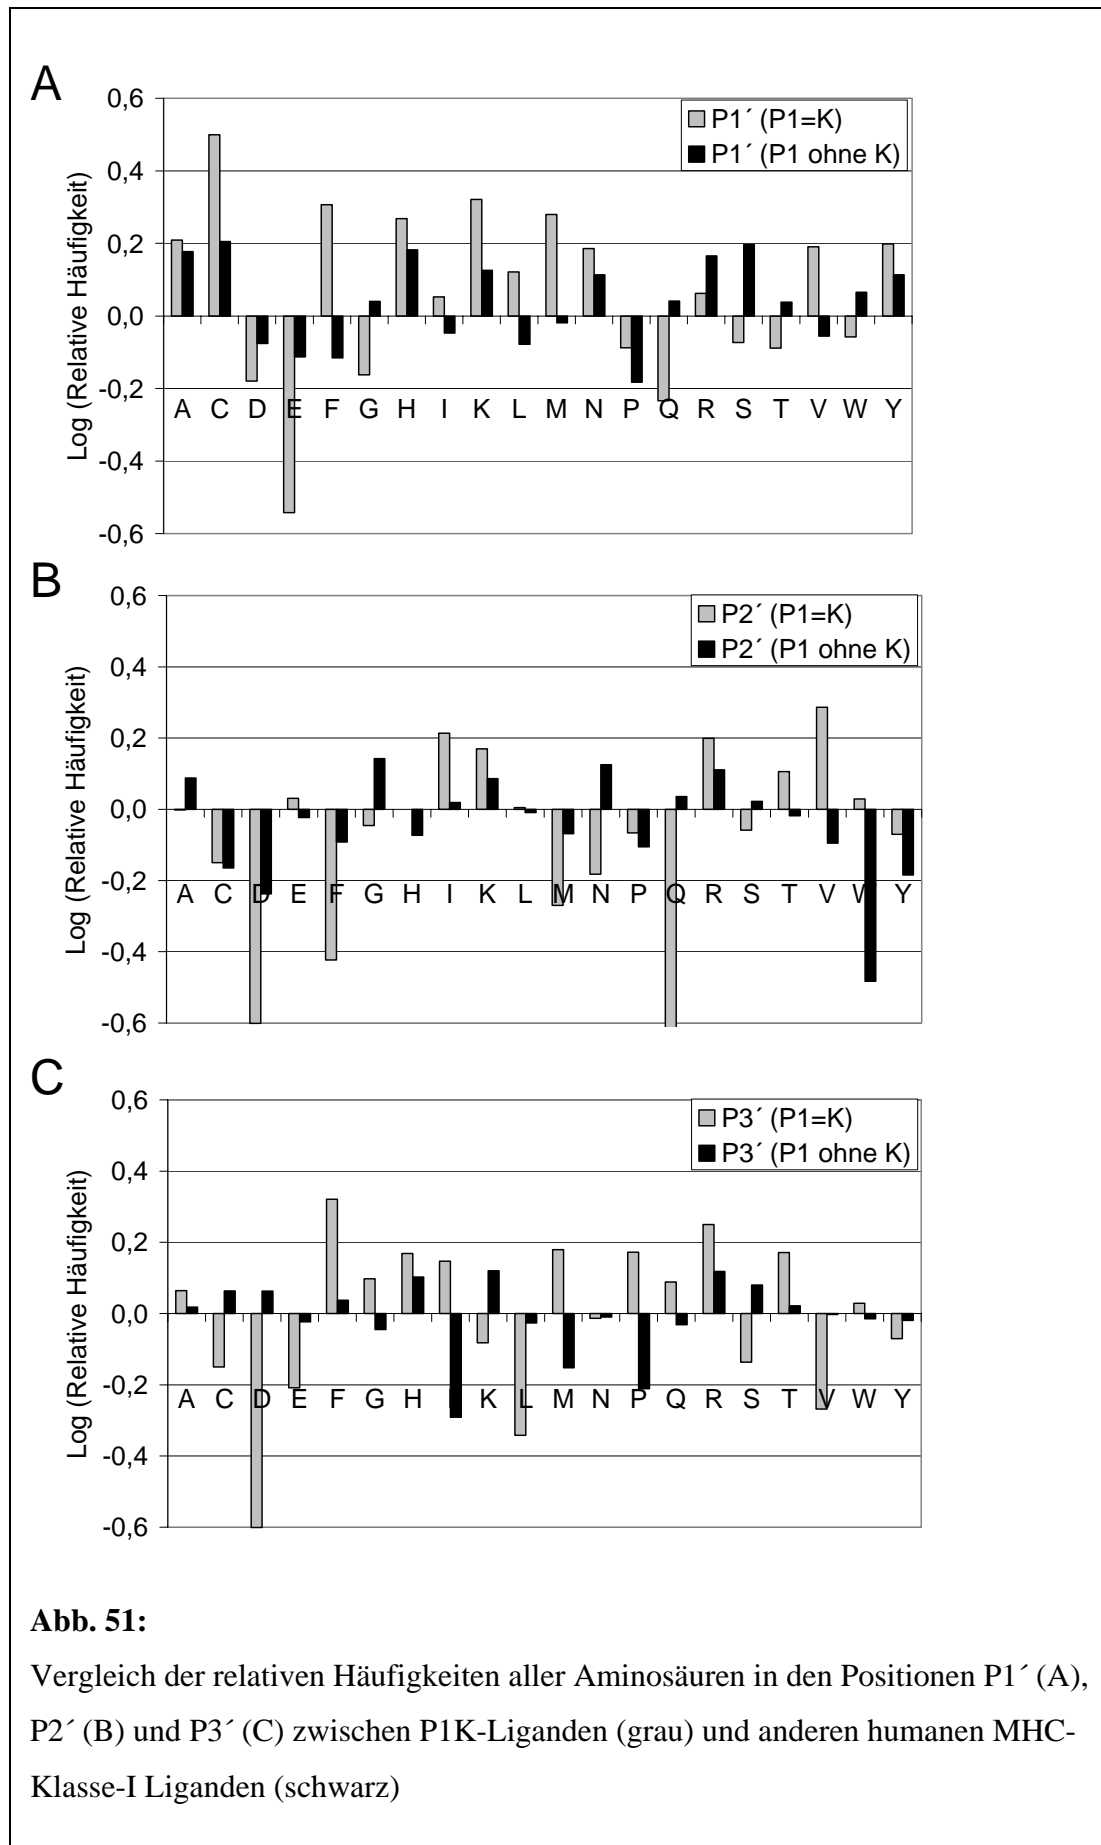 A
0,6
0,4
0,2
0,0
-0,2
-0,4
-0,6
Log (Relative Häufigkeit)
P1´ (P1=K)
P1´ (P1 ohne K)
A C D E F G H I K L M N P Q R S T V W Y
B
0,6
0,4
0,2
0,0
-0,2
-0,4
-0,6
Log (Relative Häufigkeit)
P2´ (P1=K)
P2´ (P1 ohne K)
A C D E F G H I K L M N P Q R S T V W Y
C
0,6
0,4
0,2
0,0
-0,2
-0,4
-0,6
Log (Relative Häufigkeit)
P3´ (P1=K)
P3´ (P1 ohne K)
A C D E F G H I K L M N P Q R S T V W Y
Abb. 51:
Vergleich der relativen Häufigkeiten aller Aminosäuren in den Positionen P1´ (A),
P2´ (B) und P3´ (C) zwischen P1K-Liganden (grau) und anderen humanen MHC-
Klasse-I Liganden (schwarz)